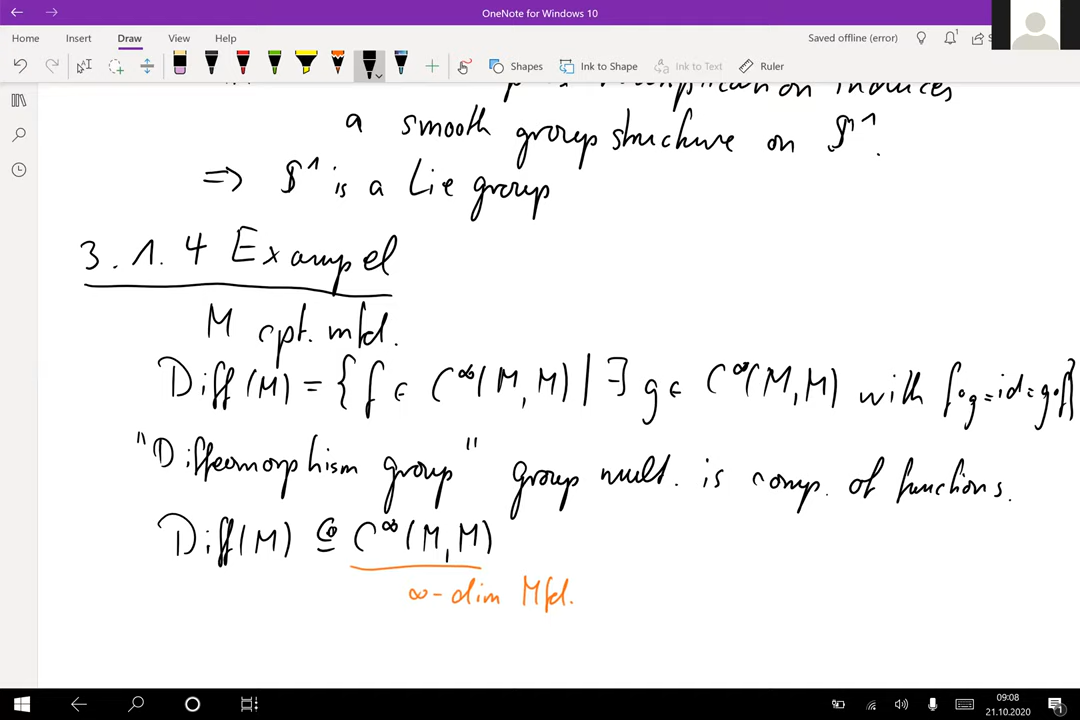 OneNote for Windows 10
Home Insert Draw View Help
Saved offline (error)
Shapes Ink to Shape Ink to Text Ruler
multiplication induces
a smooth group structure on 𝕊¹.
⇒ 𝕊¹ is a Lie group
3.1.4 Exampel
M cpt. mfd.
Diff(M) = {f ∈ C^∞(M,M) | ∃ g ∈ C^∞(M,M) with f∘g=id=g∘f}
"Diffeomorphism group" group mult. is comp. of functions.
Diff(M) ⊆ C^∞(M,M)
∞-dim Mfd.
09:08
21.10.2020